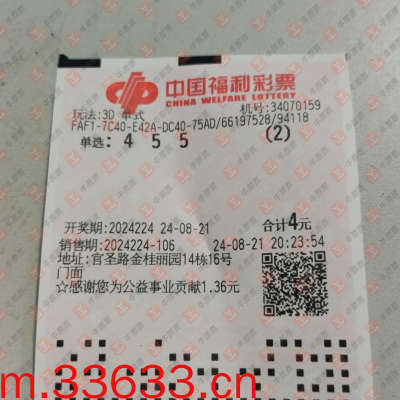 中国福利彩票
CHINA WELFARE LOTTERY
玩法:3D 单式
机号:34070159
FAF1-7C40-E42A-DC40-75AD/66197528/94118
单选: 4 5 5 (2)
开奖期:2024224 24-08-21 合计4元
销售期:2024224-106 24-08-21 20:23:54
地址:宫圣路金桂丽园14栋16号
门面
☆感谢您为公益事业贡献1.36元
m.33633.cn